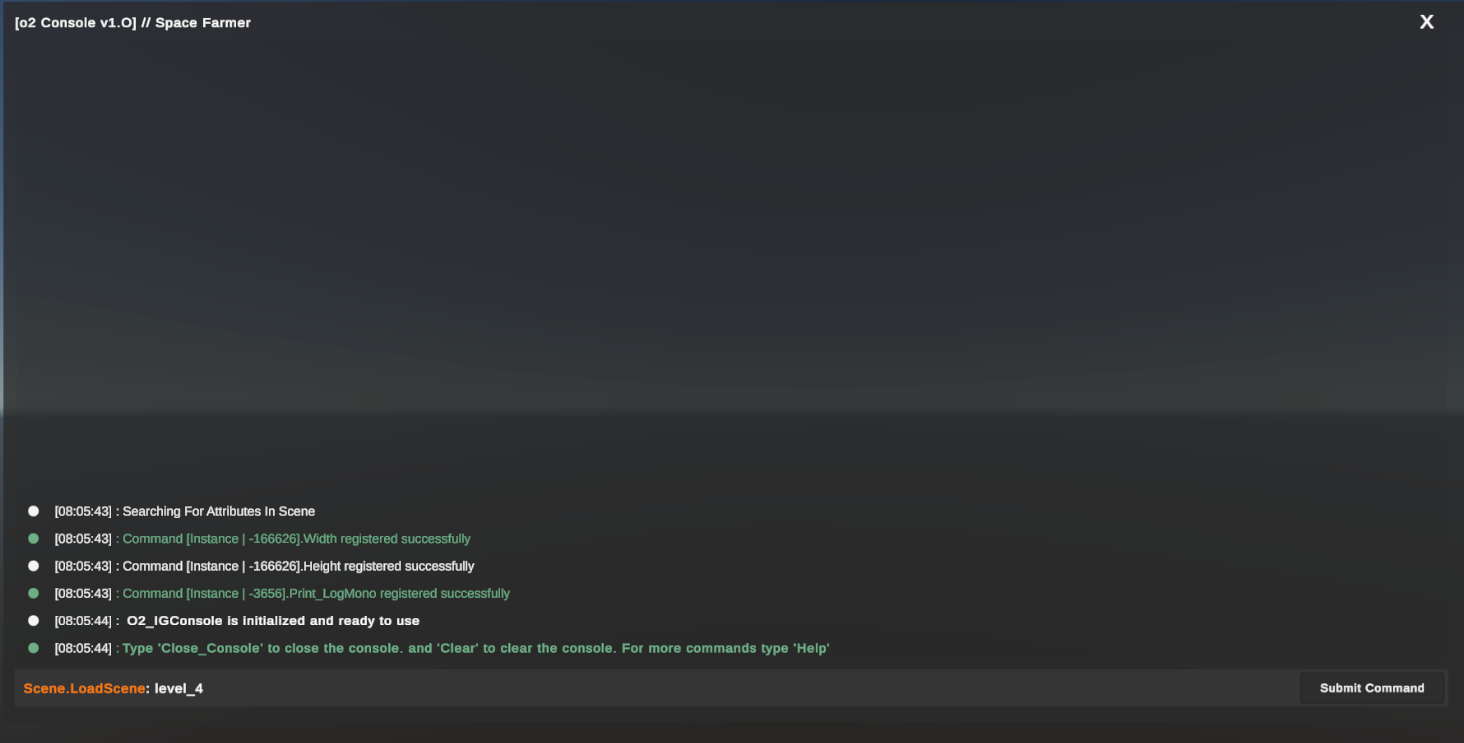 [o2 Console v1.O] // Space Farmer
X
[08:05:43] : Searching For Attributes In Scene
[08:05:43] : Command [Instance | -166626].Width registered successfully
[08:05:43] : Command [Instance | -166626].Height registered successfully
[08:05:43] : Command [Instance | -3656].Print_LogMono registered successfully
[08:05:44] : O2_IGConsole is initialized and ready to use
[08:05:44] : Type 'Close_Console' to close the console. and 'Clear' to clear the console. For more commands type 'Help'
Scene.LoadScene: level_4
Submit Command